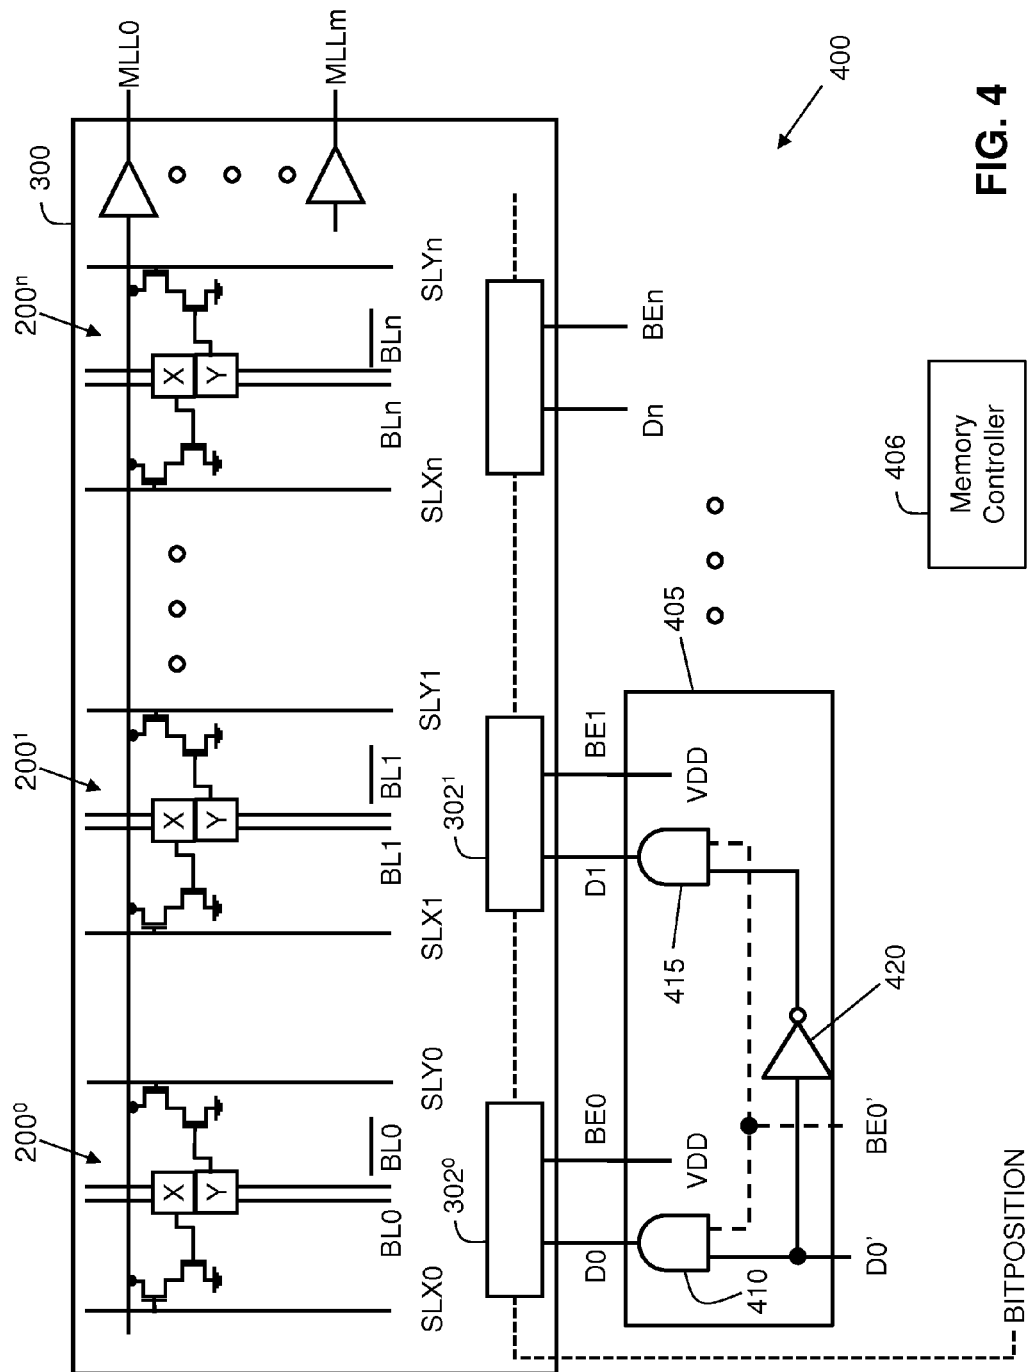 MLL0
MLLm
300
400
FIG. 4
200ⁿ
SLXn
BLn
BLn
SLYn
X
Y
Dn
BEn
406
Memory
Controller
200¹
SLX1
BL1
BL1
SLY1
X
Y
302¹
D1
BE1
VDD
405
415
420
200⁰
SLX0
BL0
BL0
SLY0
X
Y
302⁰
D0
BE0
VDD
410
D0'
BE0'
BITPOSITION